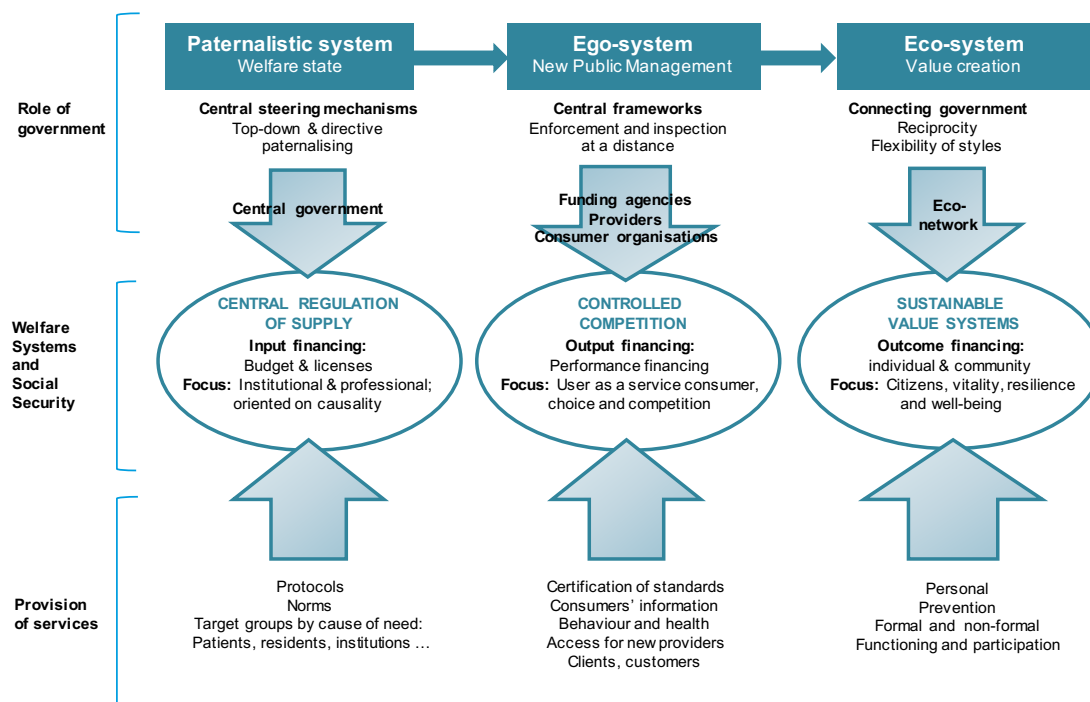 Paternalistic system
Welfare state
Ego-system
New Public Management
Eco-system
Value creation
Role of
government
Central steering mechanisms
Top-down & directive
paternalising
Central frameworks
Enforcement and inspection
at a distance
Connecting government
Reciprocity
Flexibility of styles
Central government
Funding agencies
Providers
Consumer organisations
Eco-
network
Welfare
Systems
and
Social
Security
CENTRAL REGULATION
OF SUPPLY
Input financing:
Budget & licenses
Focus: Institutional & professional;
oriented on causality
CONTROLLED
COMPETITION
Output financing:
Performance financing
Focus: User as a service consumer,
choice and competition
SUSTAINABLE
VALUE SYSTEMS
Outcome financing:
individual & community
Focus: Citizens, vitality, resilience
and well-being
Provision
of services
Protocols
Norms
Target groups by cause of need:
Patients, residents, institutions …
Certification of standards
Consumers’ information
Behaviour and health
Access for new providers
Clients, customers
Personal
Prevention
Formal and non-formal
Functioning and participation